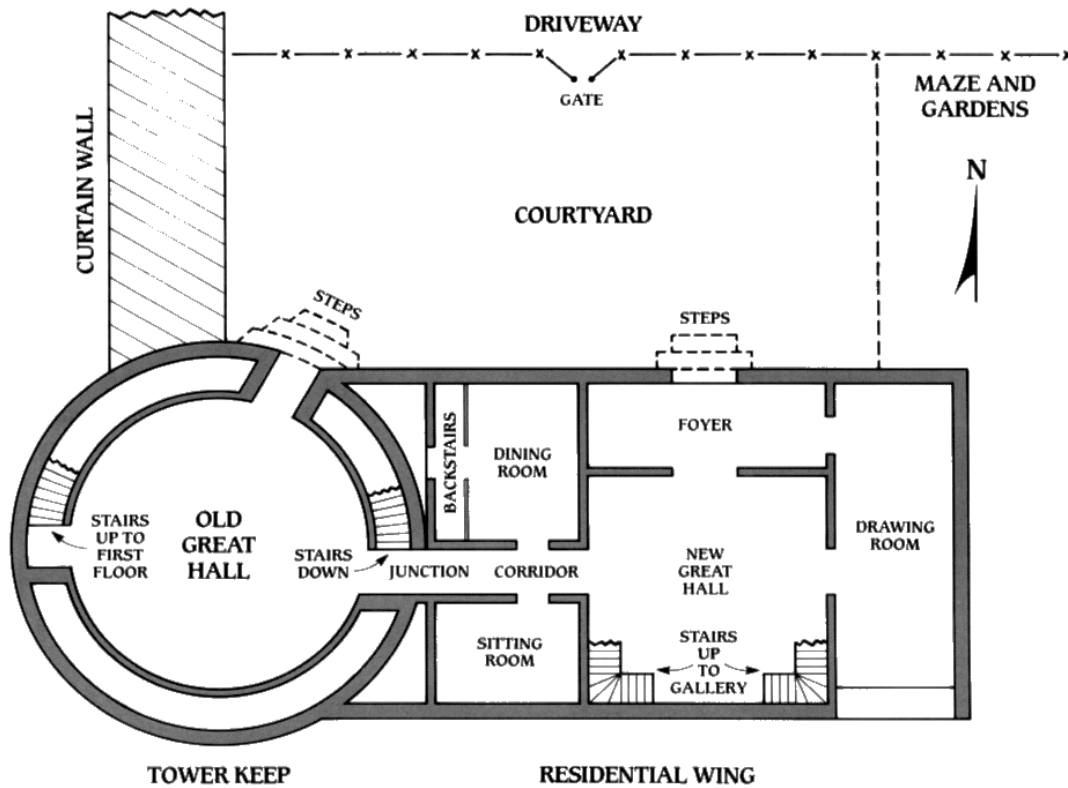 DRIVEWAY
GATE
MAZE AND
GARDENS
CURTAIN WALL
N
COURTYARD
STEPS
STEPS
FOYER
BACKSTAIRS
DINING
ROOM
STAIRS
UP TO
FIRST
FLOOR
OLD
GREAT
HALL
STAIRS
DOWN
JUNCTION
CORRIDOR
NEW
GREAT
HALL
DRAWING
ROOM
SITTING
ROOM
STAIRS
UP
TO
GALLERY
TOWER KEEP
RESIDENTIAL WING